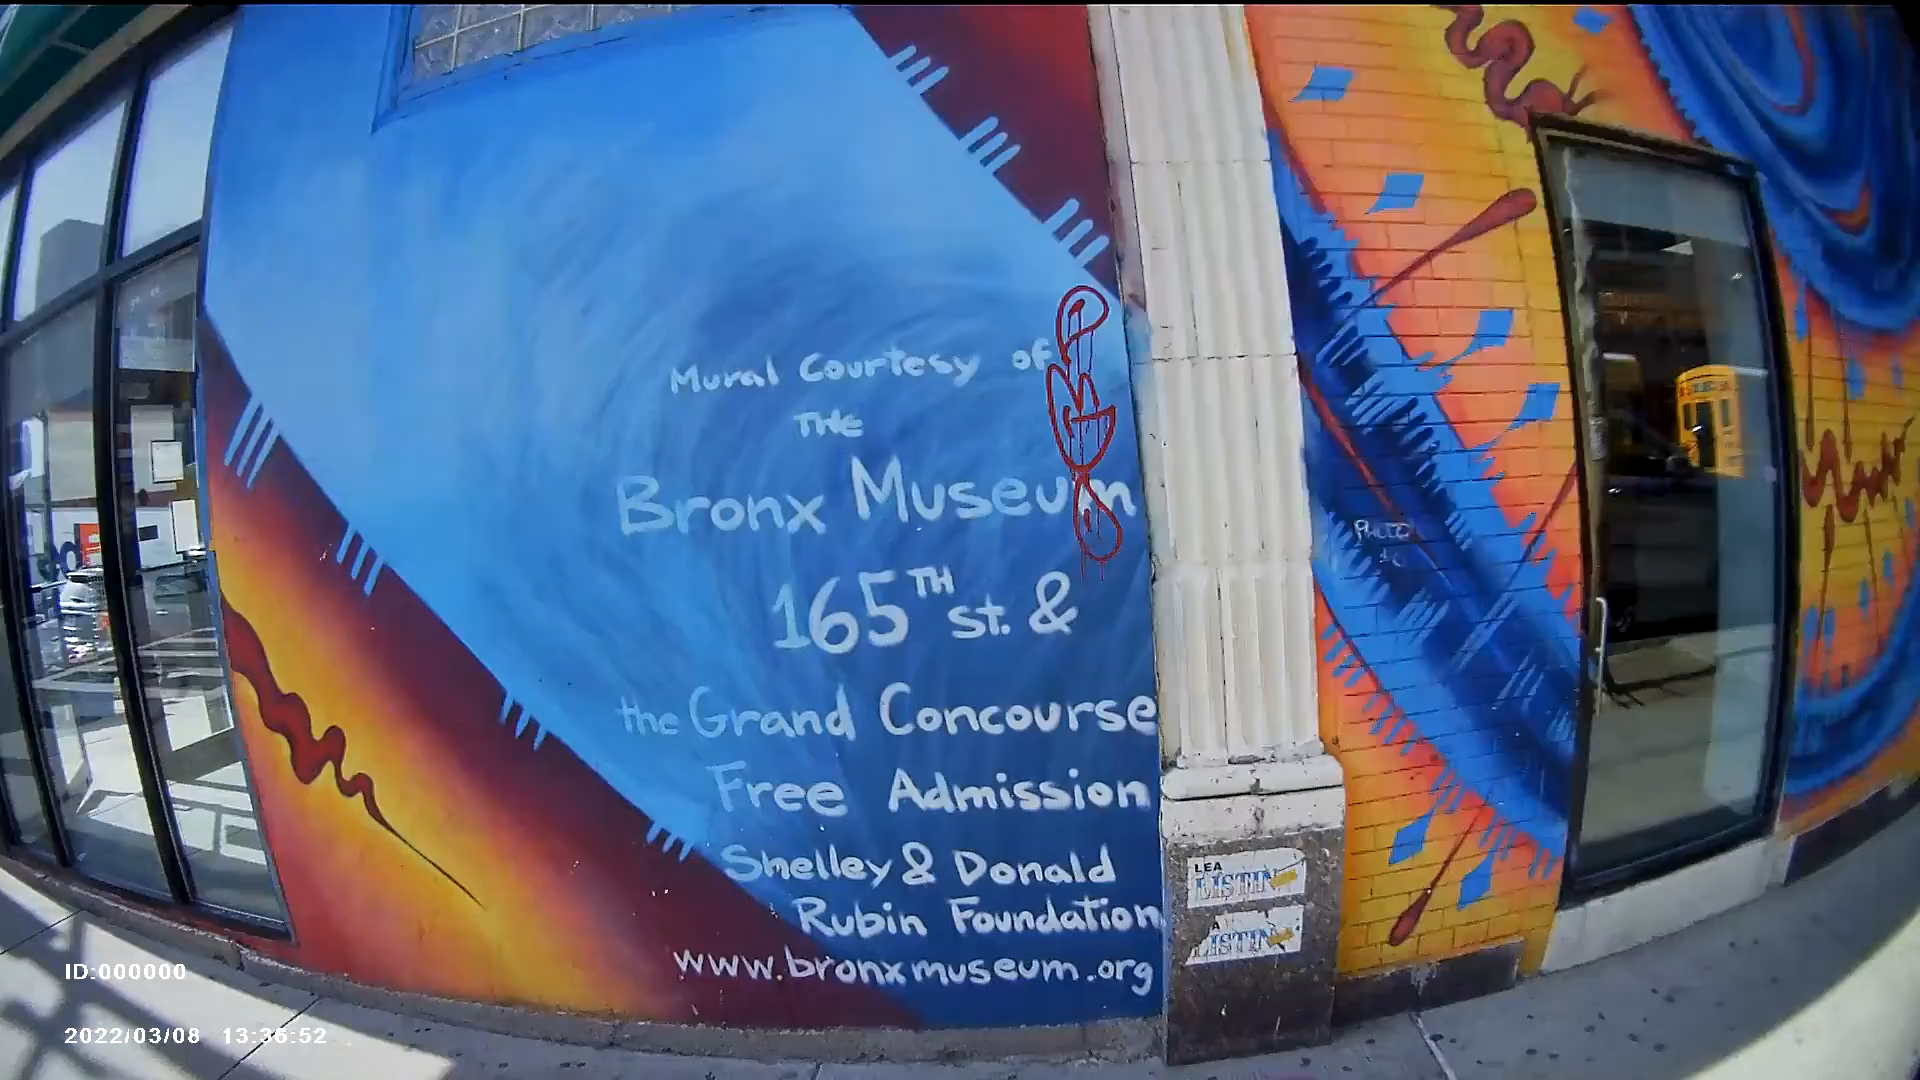 Mural Courtesy of
THE
Bronx Museum
165TH st. &
the Grand Concourse
Free Admission
Shelley & Donald
Rubin Foundation
www.bronxmuseum.org
LEA
LISTIN
A
LISTIN
ID:000000
2022/03/08 13:36:52